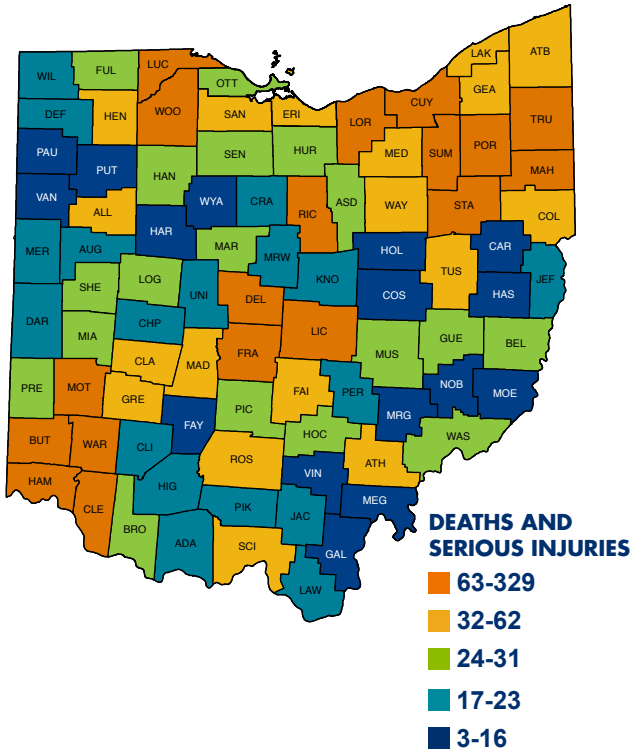 LAK
ATB
WIL
FUL
LUC
OTT
GEA
CUY
DEF
HEN
WOO
SAN
ERI
LOR
TRU
PAU
PUT
SEN
HUR
MED
SUM
POR
MAH
HAN
VAN
ALL
WYA
CRA
RIC
ASD
WAY
STA
COL
HAR
MAR
MER
AUG
MRW
HOL
CAR
TUS
SHE
LOG
UNI
KNO
COS
HAS
JEF
DEL
DAR
MIA
CHP
LIC
GUE
BEL
FRA
MUS
CLA
MAD
PRE
MOT
GRE
FAI
PER
NOB
MOE
PIC
MRG
FAY
BUT
WAR
CLI
HOC
WAS
ROS
ATH
HAM
HIG
VIN
CLE
PIK
MEG
BRO
JAC
ADA
SCI
GAL
LAW
DEATHS AND
SERIOUS INJURIES
63-329
32-62
24-31
17-23
3-16